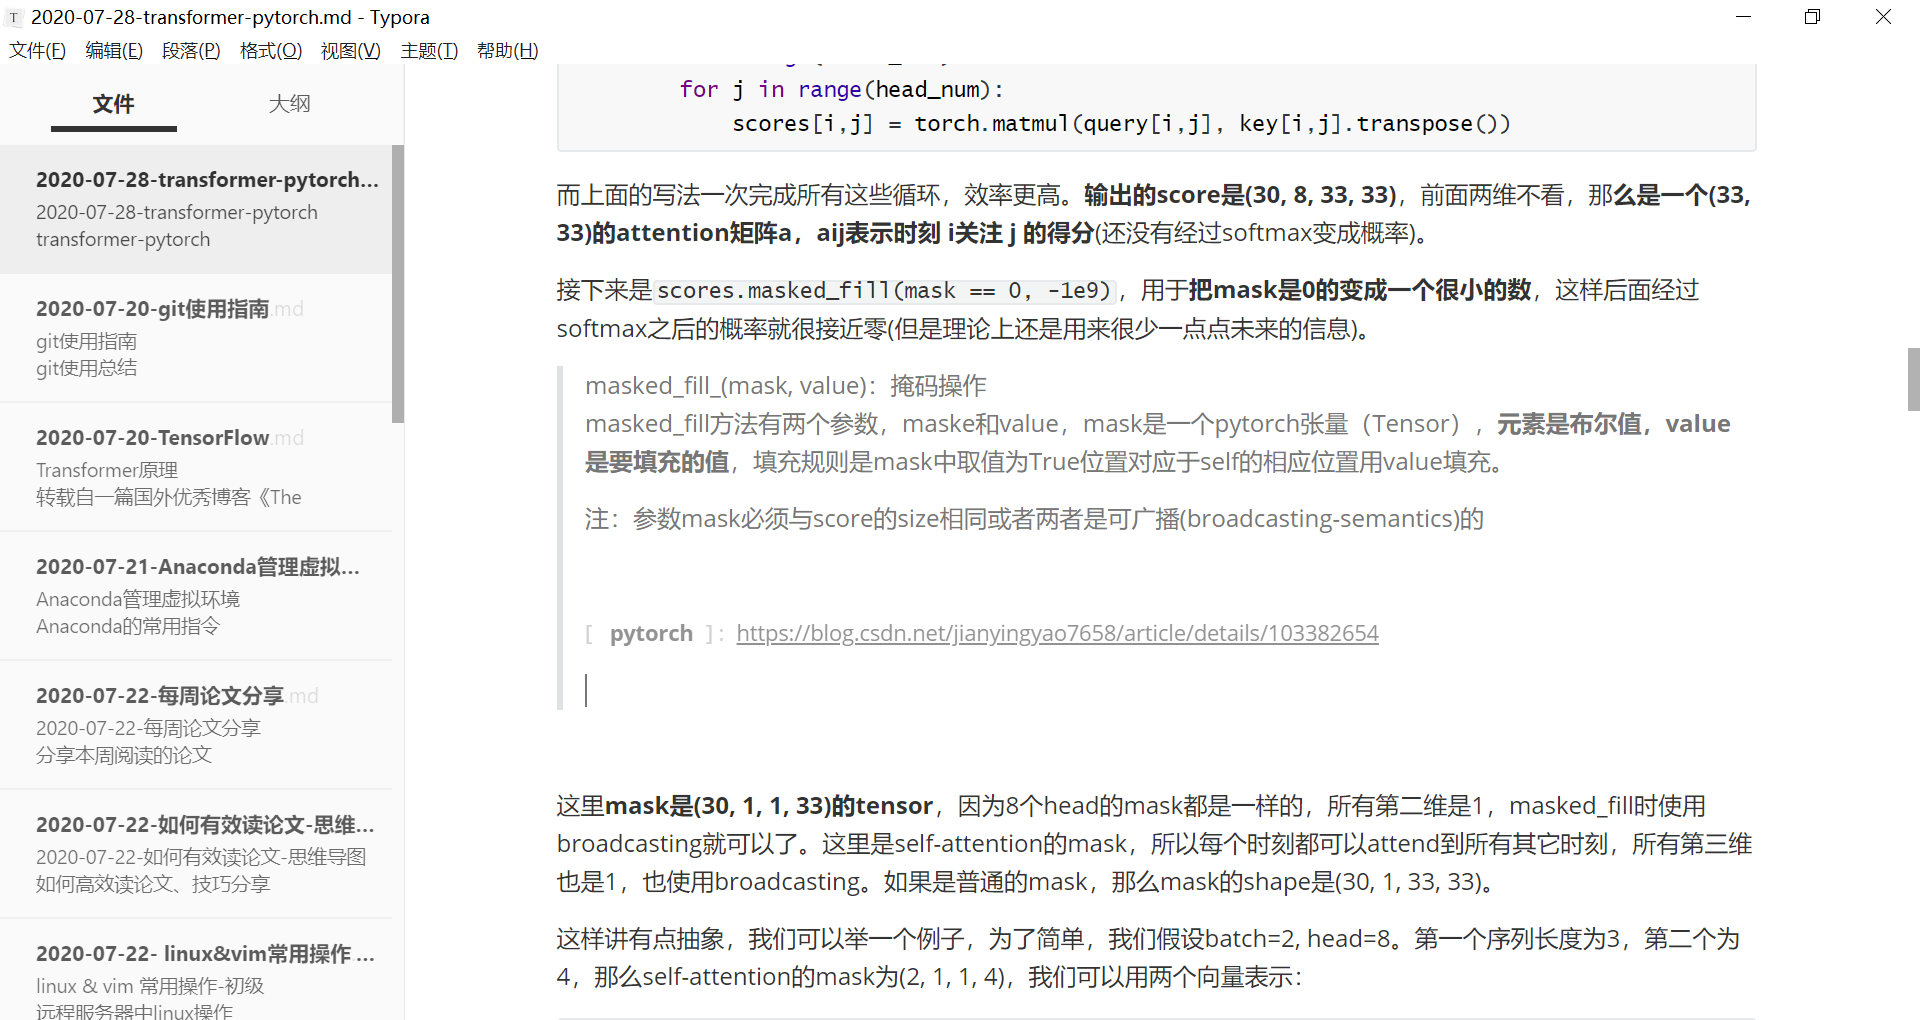 2020-07-28-transformer-pytorch.md - Typora
文件(F) 编辑(E) 段落(P) 格式(O) 视图(V) 主题(T) 帮助(H)
文件 大纲
2020-07-28-transformer-pytorch...
2020-07-28-transformer-pytorch
transformer-pytorch
2020-07-20-git使用指南.md
git使用指南
git使用总结
2020-07-20-TensorFlow.md
Transformer原理
转载自一篇国外优秀博客《The
2020-07-21-Anaconda管理虚拟...
Anaconda管理虚拟环境
Anaconda的常用指令
2020-07-22-每周论文分享.md
2020-07-22-每周论文分享
分享本周阅读的论文
2020-07-22-如何有效读论文-思维...
2020-07-22-如何有效读论文-思维导图
如何高效读论文、技巧分享
2020-07-22- linux&vim常用操作 ...
linux & vim 常用操作-初级
远程服务器中linux操作
for j in range(head_num):
scores[i,j] = torch.matmul(query[i,j], key[i,j].transpose())
而上面的写法一次完成所有这些循环，效率更高。输出的score是(30, 8, 33, 33)，前面两维不看，那么是一个(33,
33)的attention矩阵a，aij表示时刻 i关注 j 的得分(还没有经过softmax变成概率)。
接下来是scores.masked_fill(mask == 0, -1e9)，用于把mask是0的变成一个很小的数，这样后面经过
softmax之后的概率就很接近零(但是理论上还是用来很少一点点未来的信息)。
masked_fill_(mask, value)：掩码操作
masked_fill方法有两个参数，maske和value，mask是一个pytorch张量（Tensor），元素是布尔值，value
是要填充的值，填充规则是mask中取值为True位置对应于self的相应位置用value填充。
注：参数mask必须与score的size相同或者两者是可广播(broadcasting-semantics)的
[ pytorch ]: https://blog.csdn.net/jianyingyao7658/article/details/103382654
这里mask是(30, 1, 1, 33)的tensor，因为8个head的mask都是一样的，所有第二维是1，masked_fill时使用
broadcasting就可以了。这里是self-attention的mask，所以每个时刻都可以attend到所有其它时刻，所有第三维
也是1，也使用broadcasting。如果是普通的mask，那么mask的shape是(30, 1, 33, 33)。
这样讲有点抽象，我们可以举一个例子，为了简单，我们假设batch=2, head=8。第一个序列长度为3，第二个为
4，那么self-attention的mask为(2, 1, 1, 4)，我们可以用两个向量表示：